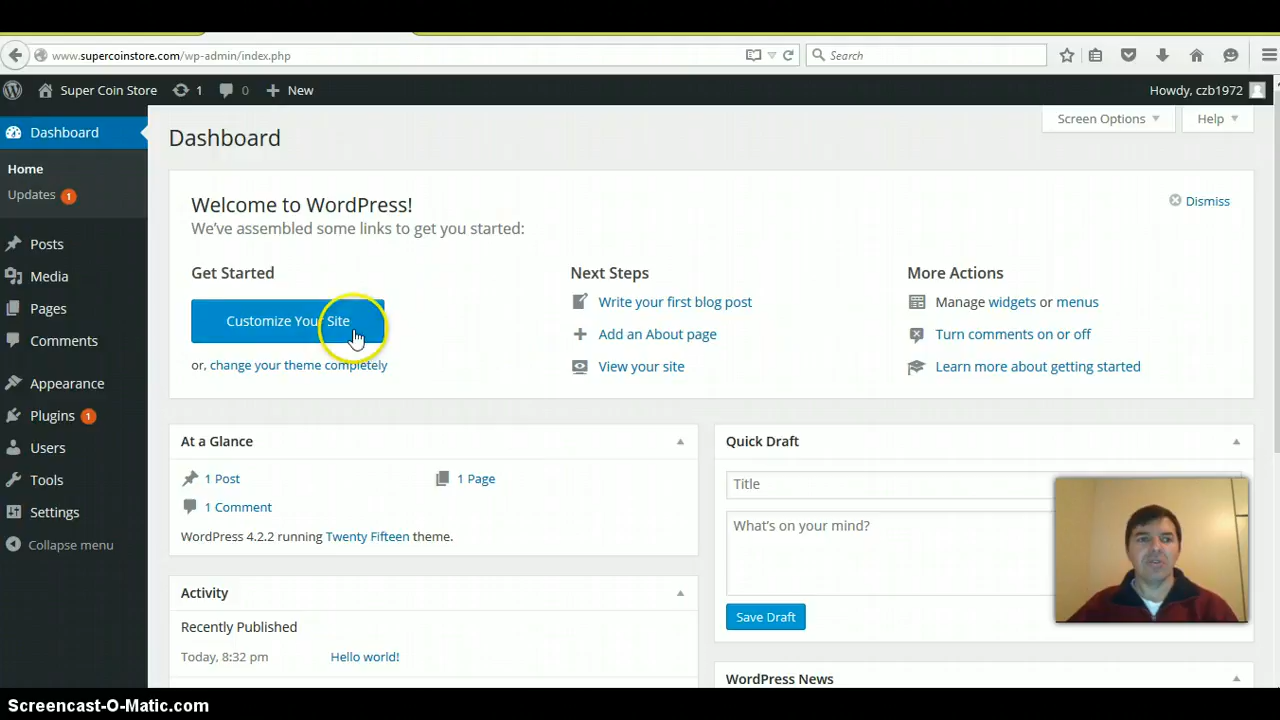 www.supercoinstore.com/wp-admin/index.php
Search
Super Coin Store
1
0
New
Howdy, czb1972
Dashboard
Home
Updates 1
Posts
Media
Pages
Comments
Appearance
Plugins 1
Users
Tools
Settings
Collapse menu
Screen Options
Help
Dashboard
Welcome to WordPress!
We've assembled some links to get you started:
Dismiss
Get Started
Customize Your Site
or, change your theme completely
Next Steps
Write your first blog post
Add an About page
View your site
More Actions
Manage widgets or menus
Turn comments on or off
Learn more about getting started
At a Glance
1 Post
1 Page
1 Comment
WordPress 4.2.2 running Twenty Fifteen theme.
Activity
Recently Published
Today, 8:32 pm
Hello world!
Quick Draft
Title
What's on your mind?
Save Draft
WordPress News
Screencast-O-Matic.com